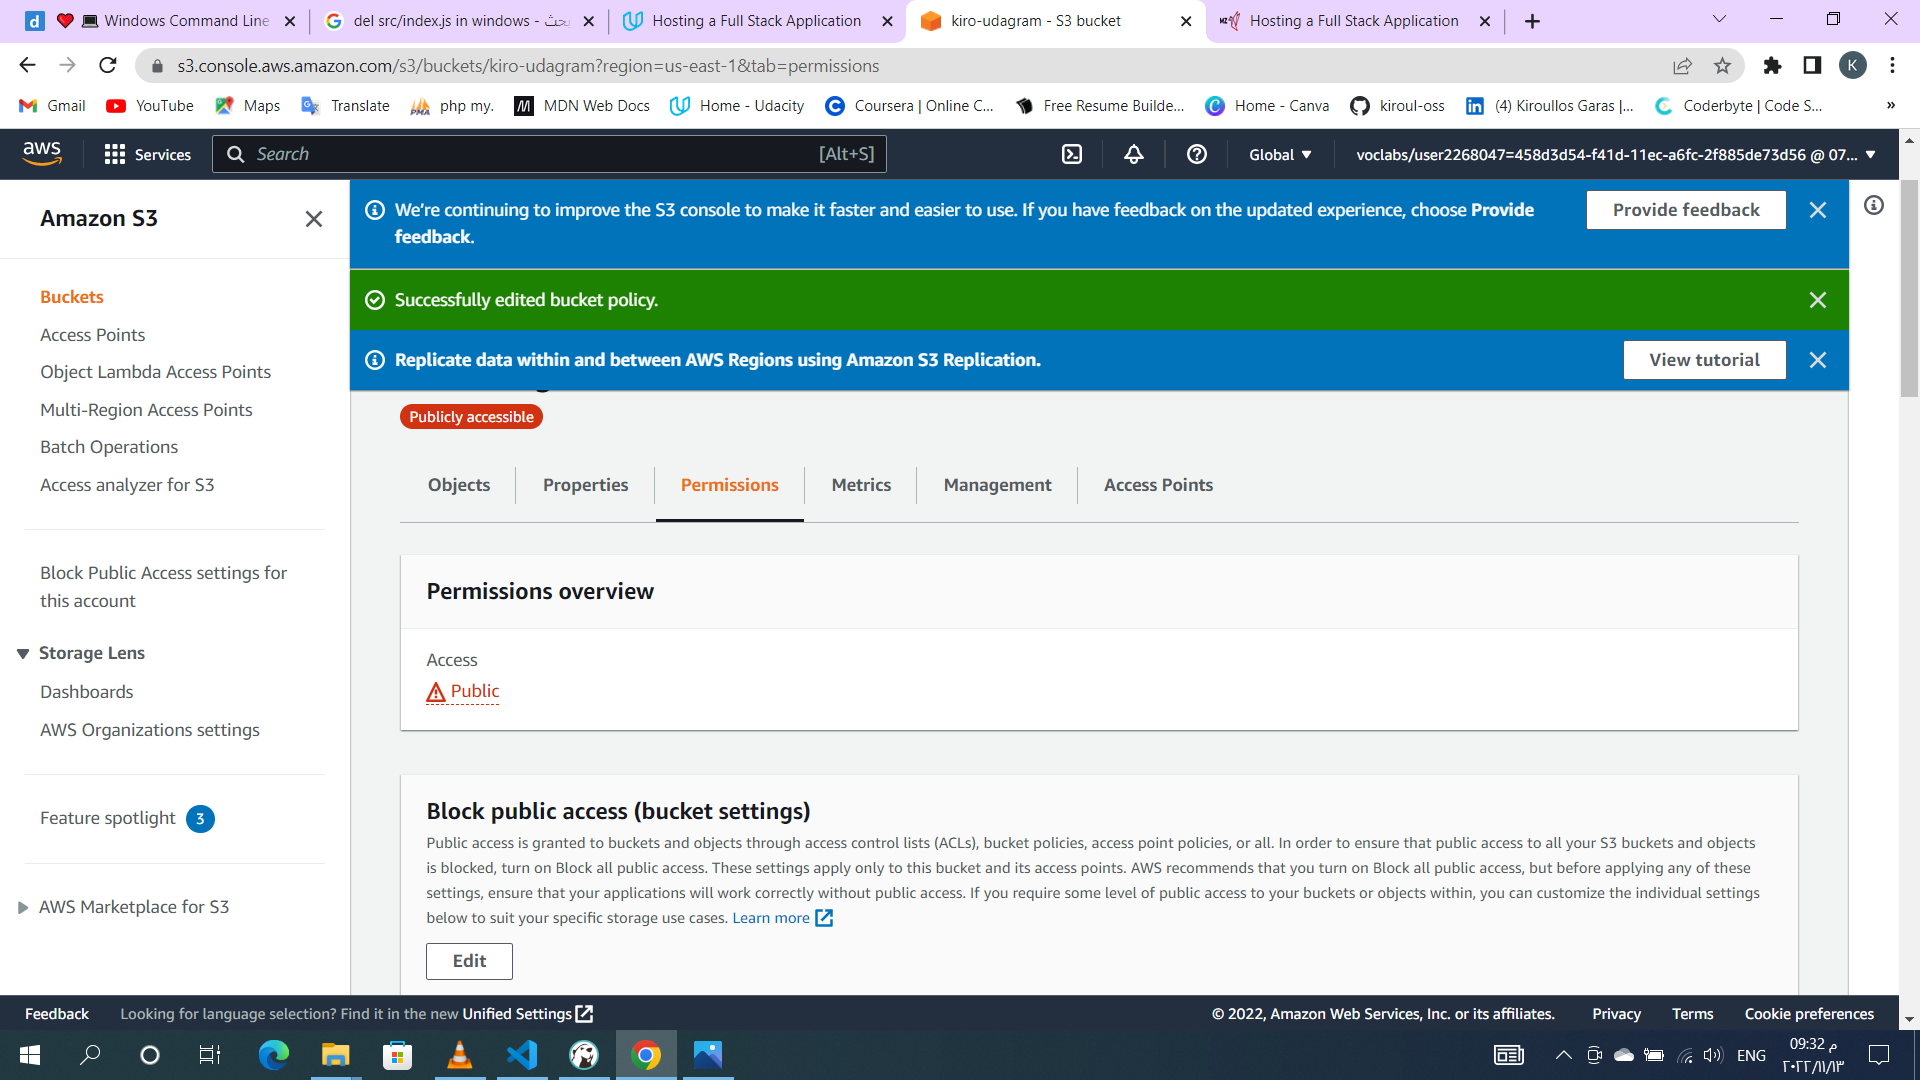 Windows Command Line
del src/index.js in windows - بحث
Hosting a Full Stack Application
kiro-udagram - S3 bucket
Hosting a Full Stack Application
s3.console.aws.amazon.com/s3/buckets/kiro-udagram?region=us-east-1&tab=permissions
K
Gmail
YouTube
Maps
Translate
php my.
MDN Web Docs
Home - Udacity
Coursera | Online C...
Free Resume Builde...
Home - Canva
kiroul-oss
(4) Kiroullos Garas |...
Coderbyte | Code S...
»
aws
Services
Search
[Alt+S]
Global
voclabs/user2268047=458d3d54-f41d-11ec-a6fc-2f885de73d56 @ 07...
Amazon S3
Buckets
Access Points
Object Lambda Access Points
Multi-Region Access Points
Batch Operations
Access analyzer for S3
Block Public Access settings for
this account
Storage Lens
Dashboards
AWS Organizations settings
Feature spotlight 3
AWS Marketplace for S3
We're continuing to improve the S3 console to make it faster and easier to use. If you have feedback on the updated experience, choose Provide
feedback.
Provide feedback
Successfully edited bucket policy.
Replicate data within and between AWS Regions using Amazon S3 Replication.
View tutorial
Publicly accessible
Objects
Properties
Permissions
Metrics
Management
Access Points
Permissions overview
Access
Public
Block public access (bucket settings)
Public access is granted to buckets and objects through access control lists (ACLs), bucket policies, access point policies, or all. In order to ensure that public access to all your S3 buckets and objects
is blocked, turn on Block all public access. These settings apply only to this bucket and its access points. AWS recommends that you turn on Block all public access, but before applying any of these
settings, ensure that your applications will work correctly without public access. If you require some level of public access to your buckets or objects within, you can customize the individual settings
below to suit your specific storage use cases. Learn more
Edit
Feedback
Looking for language selection? Find it in the new Unified Settings
© 2022, Amazon Web Services, Inc. or its affiliates.
Privacy
Terms
Cookie preferences
ENG
09:32 م
٢٠٢٢/١١/١٣